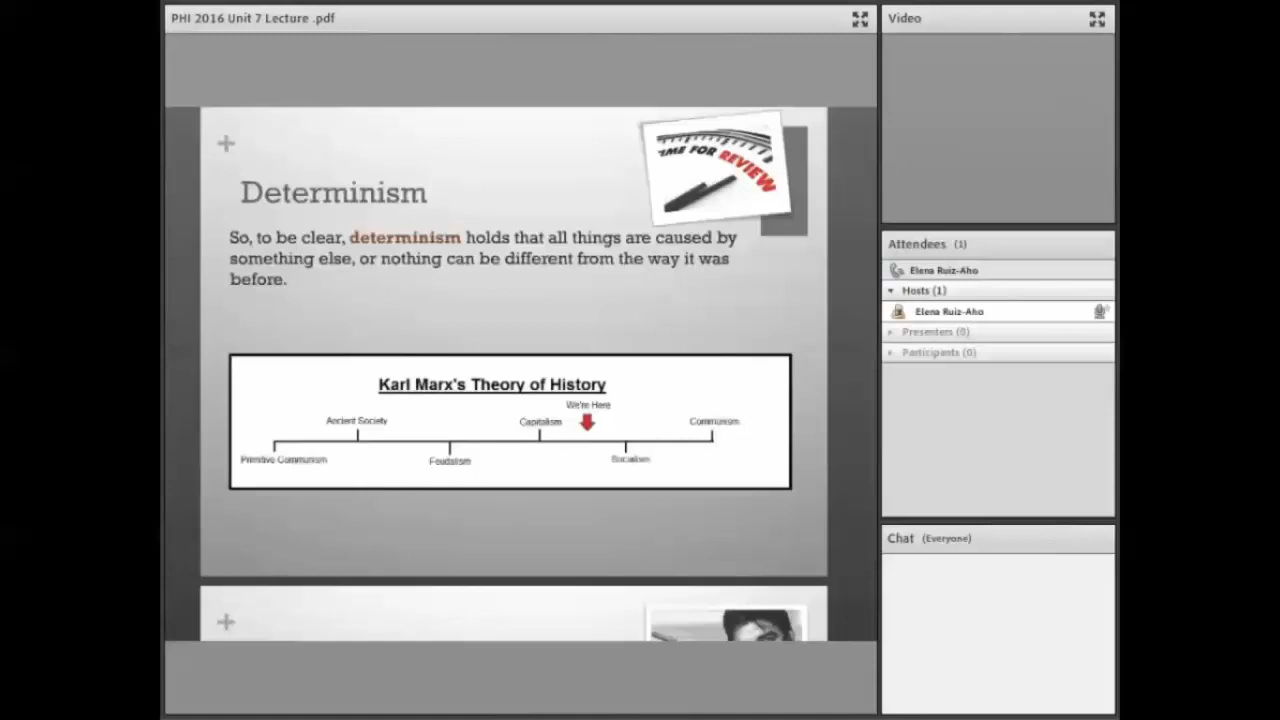 PHI 2016 Unit 7 Lecture .pdf
TIME FOR REVIEW
Determinism
So, to be clear, determinism holds that all things are caused by
something else, or nothing can be different from the way it was
before.
Karl Marx's Theory of History
We're Here
Ancient Society
Capitalism
Communism
Primitive Communism
Feudalism
Socialism
Video
Attendees (1)
Elena Ruiz-Aho
Hosts (1)
Elena Ruiz-Aho
Presenters (0)
Participants (0)
Chat (Everyone)